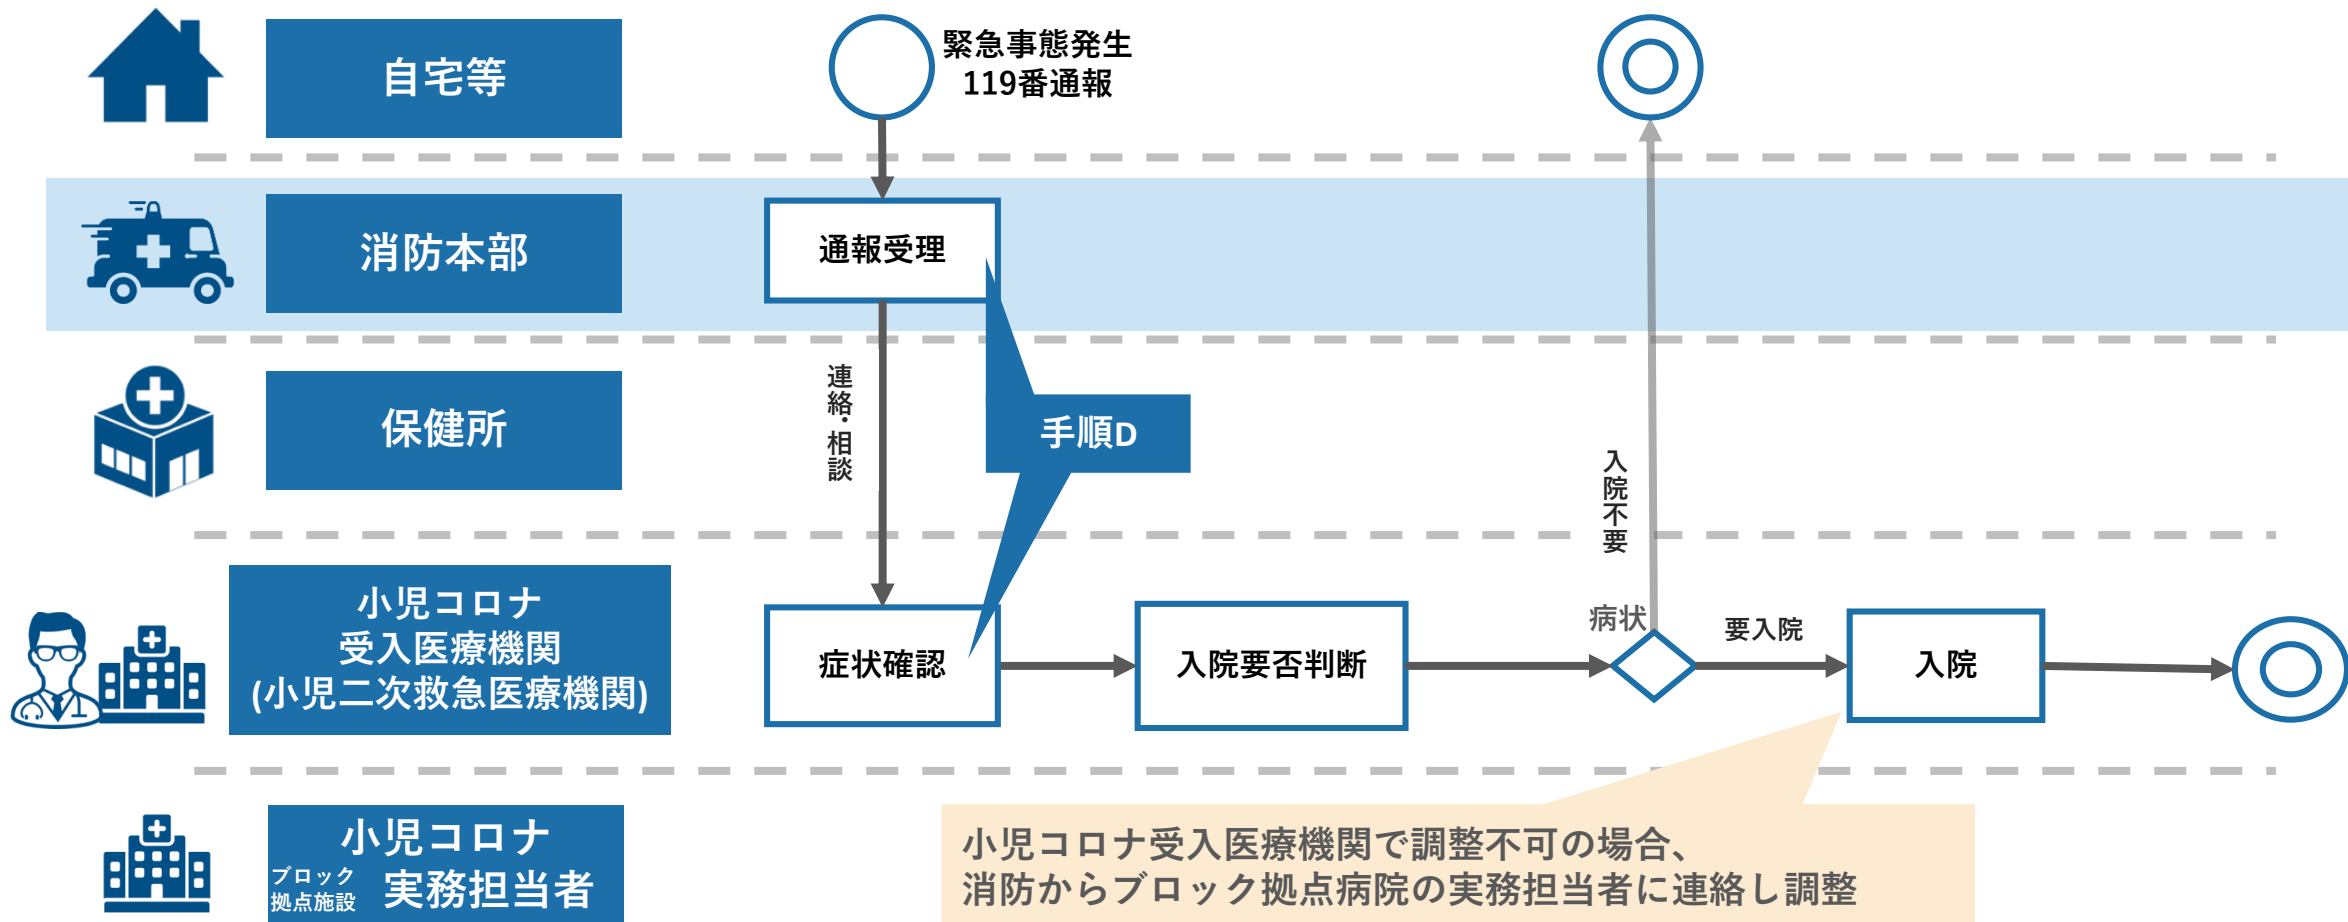 自宅等
緊急事態発生
119番通報
消防本部
通報受理
保健所
連絡・相談
手順D
入院不要
小児コロナ
受入医療機関
(小児二次救急医療機関)
症状確認
入院要否判断
病状
要入院
入院
小児コロナ
ブロック
拠点施設
実務担当者
小児コロナ受入医療機関で調整不可の場合、
消防からブロック拠点病院の実務担当者に連絡し調整